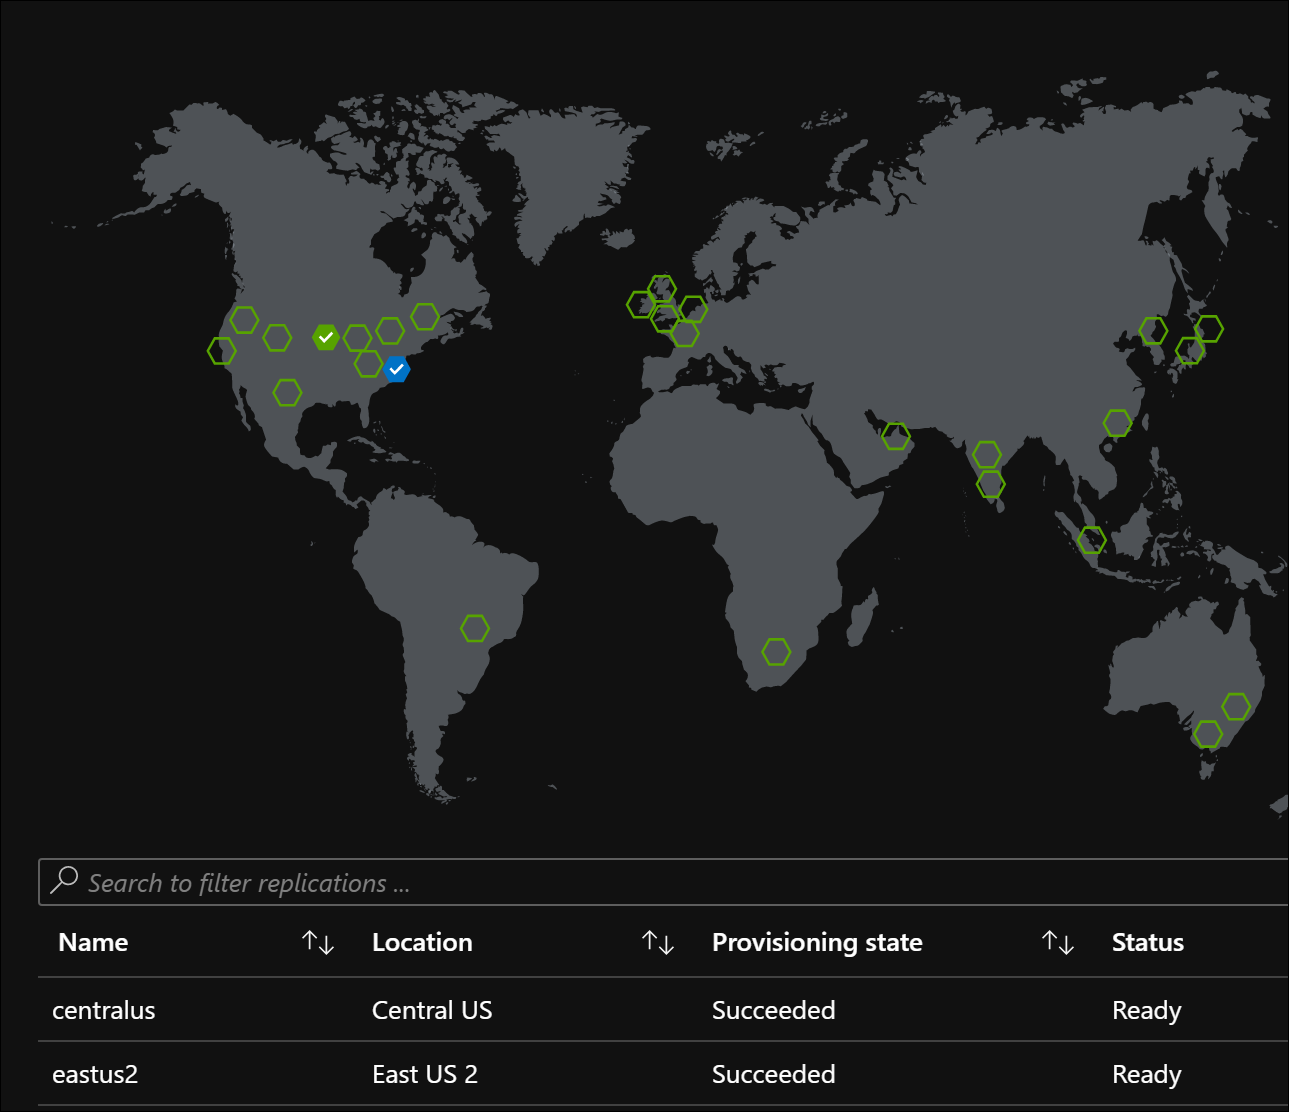 Search to filter replications ...
Name Location Provisioning state Status
centralus Central US Succeeded Ready
eastus2 East US 2 Succeeded Ready